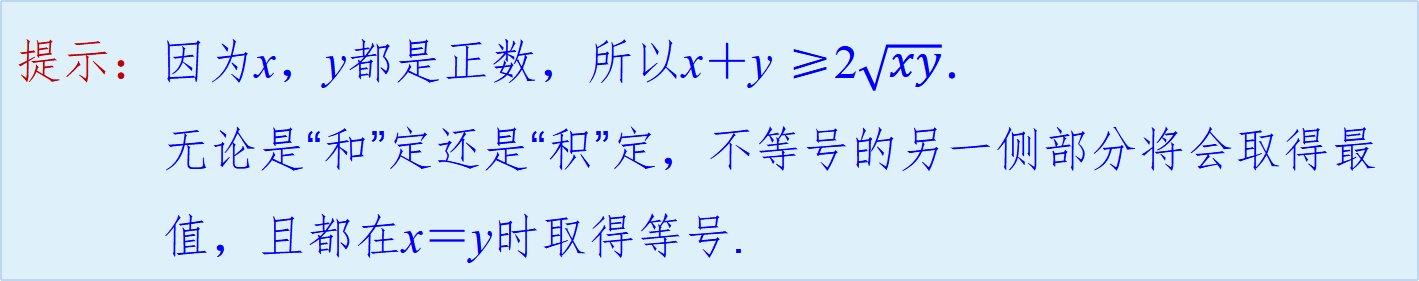 提示：因为x，y都是正数，所以x＋y ≥2√xy.
无论是“和”定还是“积”定，不等号的另一侧部分将会取得最
值，且都在x＝y时取得等号.